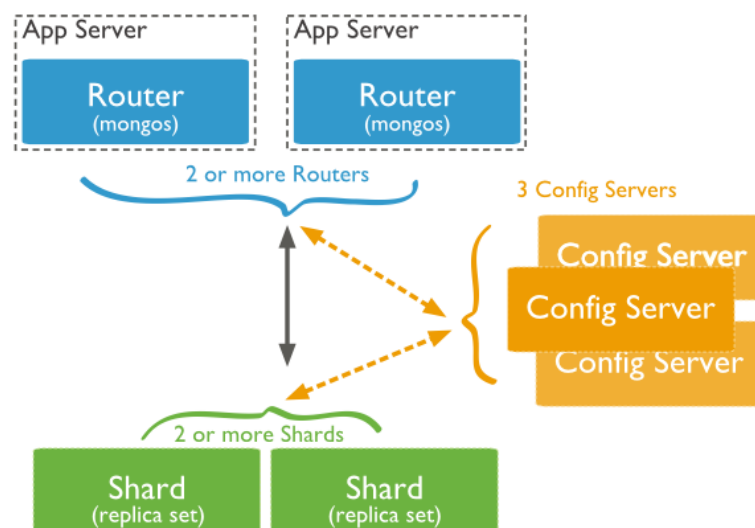 App Server
App Server
Router
(mongos)
Router
(mongos)
2 or more Routers
3 Config Servers
Config Server
Config Server
Config Server
2 or more Shards
Shard
(replica set)
Shard
(replica set)